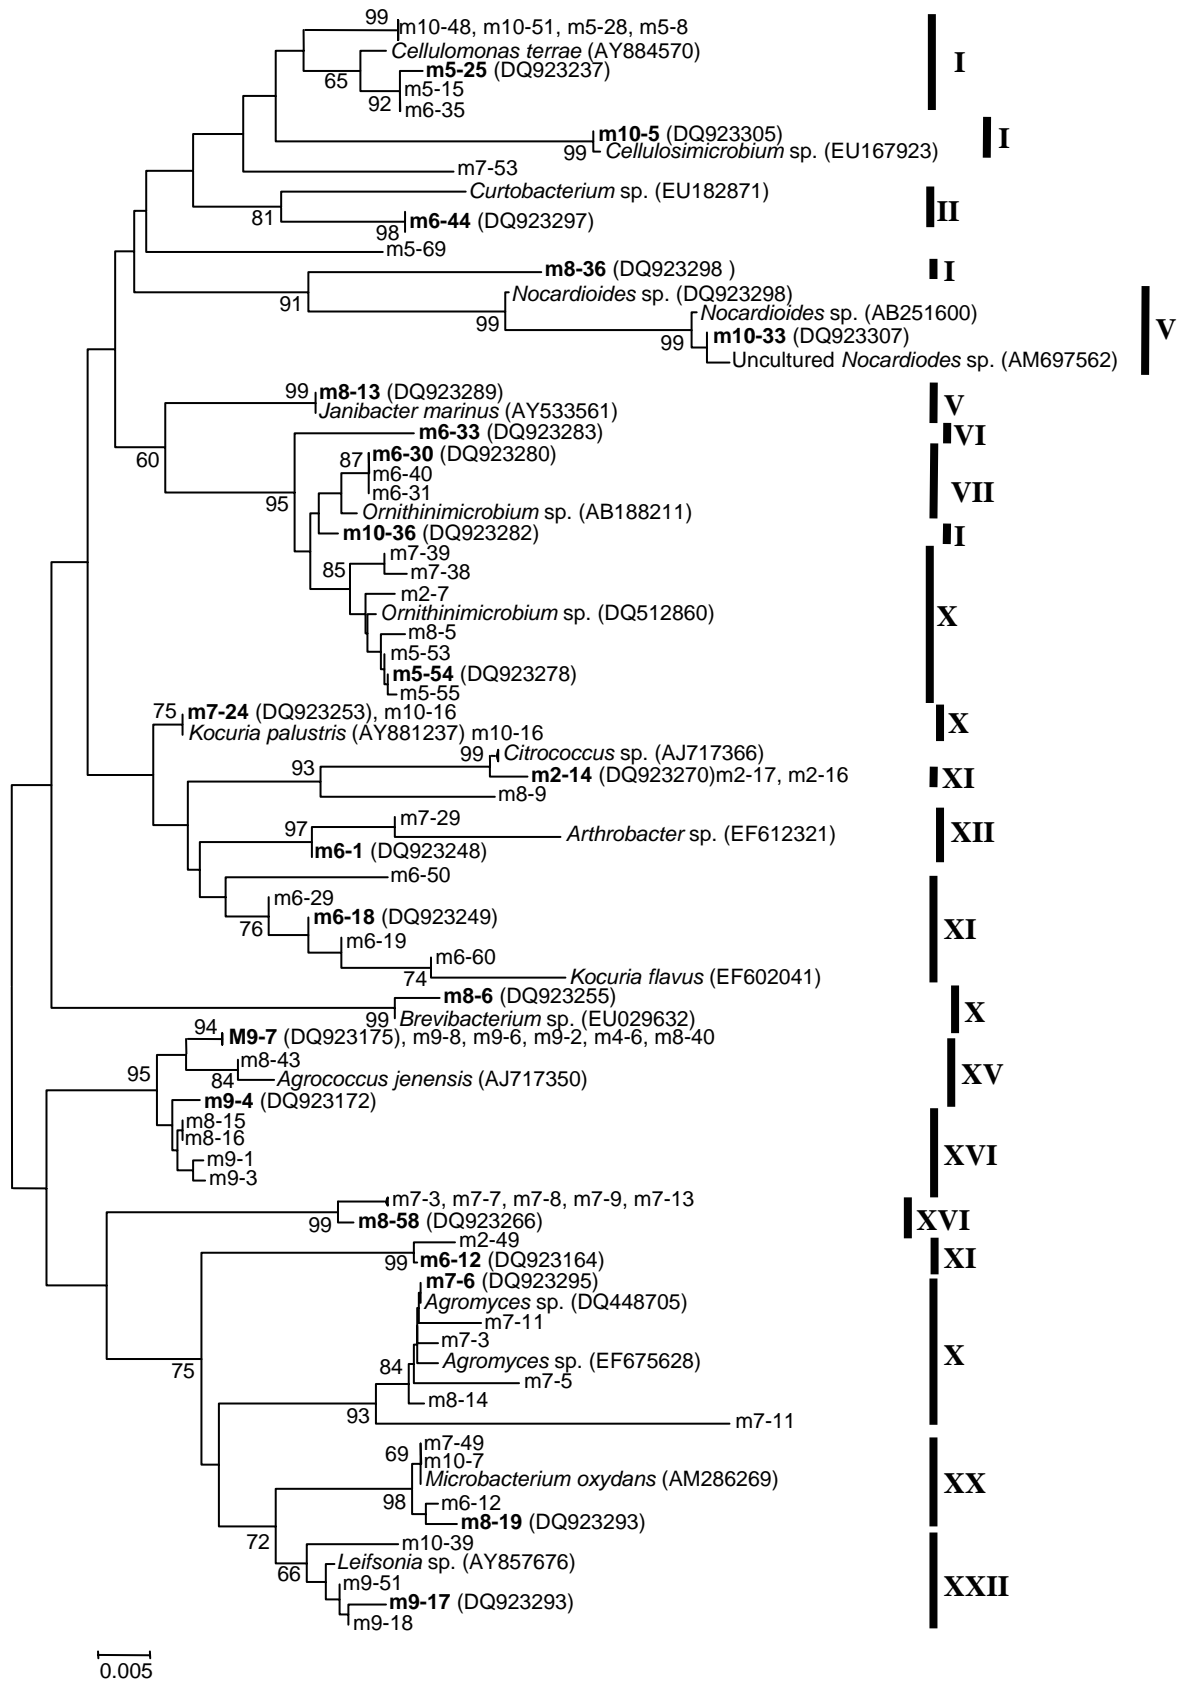 99
m10-48, m10-51, m5-28, m5-8
Cellulomonas terrae (AY884570)
I
65
m5-25 (DQ923237)
92
m5-15
m6-35
m10-5 (DQ923305)
I
99
Cellulosimicrobium sp. (EU167923)
m7-53
Curtobacterium sp. (EU182871)
81
II
m6-44 (DQ923297)
98
m5-69
m8-36 (DQ923298 )
I
91
Nocardioides sp. (DQ923298)
99
Nocardioides sp. (AB251600)
V
99
m10-33 (DQ923307)
Uncultured Nocardiodes sp. (AM697562)
99
m8-13 (DQ923289)
V
Janibacter marinus (AY533561)
60
m6-33 (DQ923283)
VI
95
87
m6-30 (DQ923280)
m6-40
VII
m6-31
Ornithinimicrobium sp. (AB188211)
m10-36 (DQ923282)
I
m7-39
85
m7-38
m2-7
Ornithinimicrobium sp. (DQ512860)
X
m8-5
m5-53
m5-54 (DQ923278)
m5-55
75
m7-24 (DQ923253), m10-16
X
Kocuria palustris (AY881237) m10-16
99
Citrococcus sp. (AJ717366)
93
m2-14 (DQ923270)m2-17, m2-16
XI
m8-9
m7-29
97
Arthrobacter sp. (EF612321)
XII
m6-1 (DQ923248)
m6-50
m6-29
76
m6-18 (DQ923249)
XI
m6-19
m6-60
74
Kocuria flavus (EF602041)
m8-6 (DQ923255)
X
99
Brevibacterium sp. (EU029632)
94
M9-7 (DQ923175), m9-8, m9-6, m9-2, m4-6, m8-40
95
m8-43
XV
84
Agrococcus jenensis (AJ717350)
m9-4 (DQ923172)
m8-15
m8-16
XVI
m9-1
m9-3
m7-3, m7-7, m7-8, m7-9, m7-13
99
m8-58 (DQ923266)
XVI
m2-49
99
m6-12 (DQ923164)
XI
m7-6 (DQ923295)
Agromyces sp. (DQ448705)
m7-11
m7-3
X
75
84
Agromyces sp. (EF675628)
m7-5
m8-14
93
m7-11
69
m7-49
m10-7
Microbacterium oxydans (AM286269)
XX
98
m6-12
m8-19 (DQ923293)
72
m10-39
66
Leifsonia sp. (AY857676)
m9-51
XXII
m9-17 (DQ923293)
m9-18
0.005